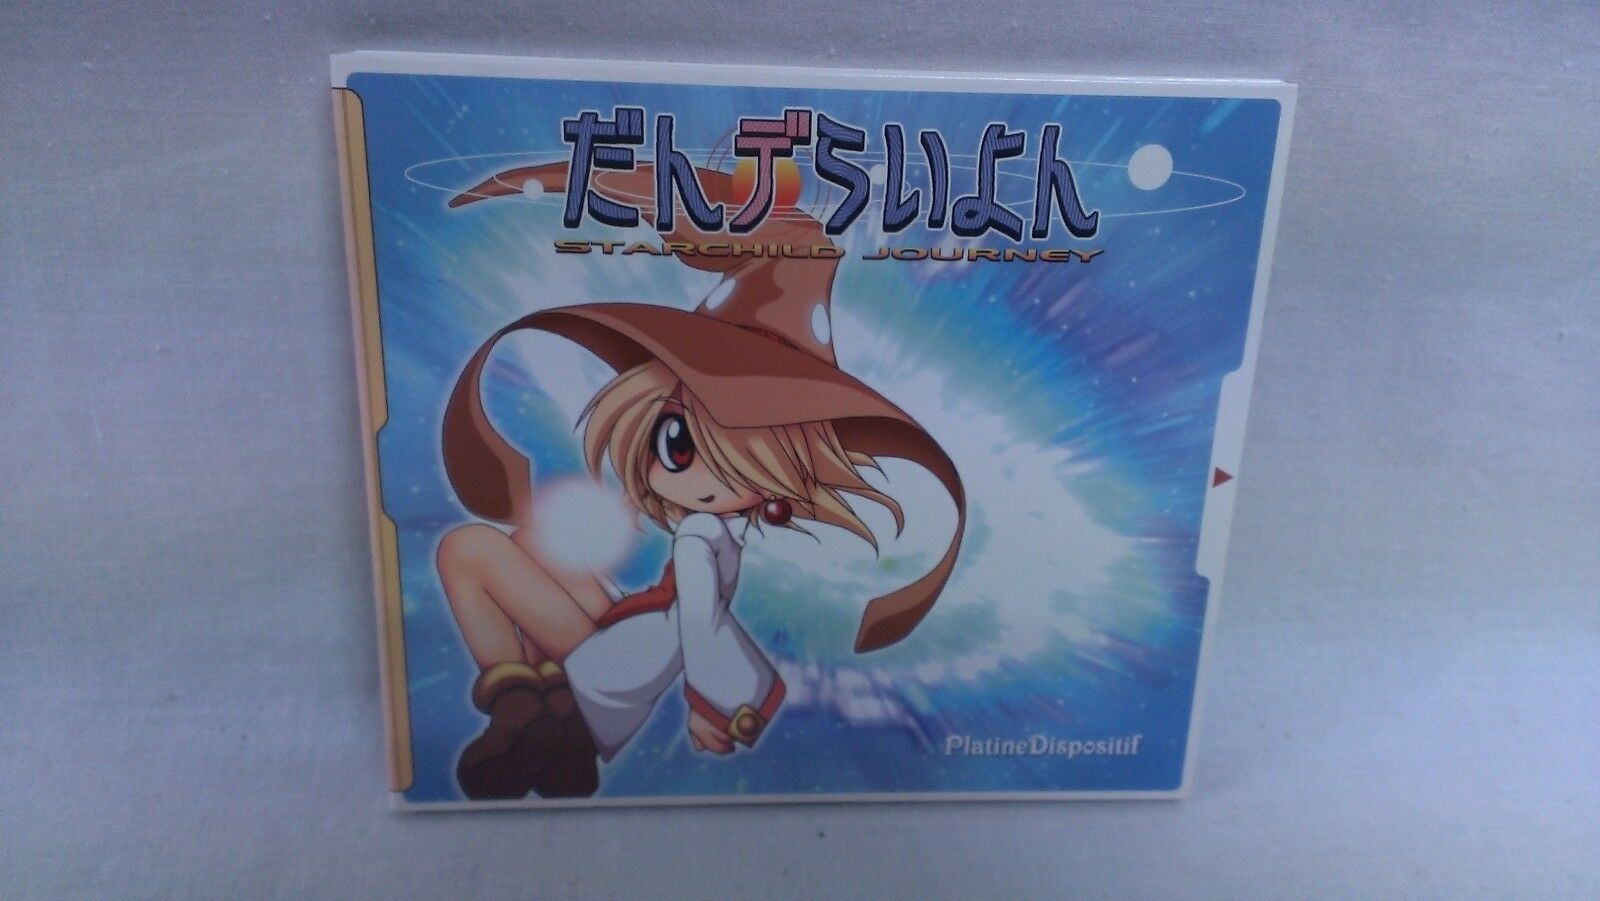 だんデらいよん
STARCHILD JOURNEY
PlatineDispositif